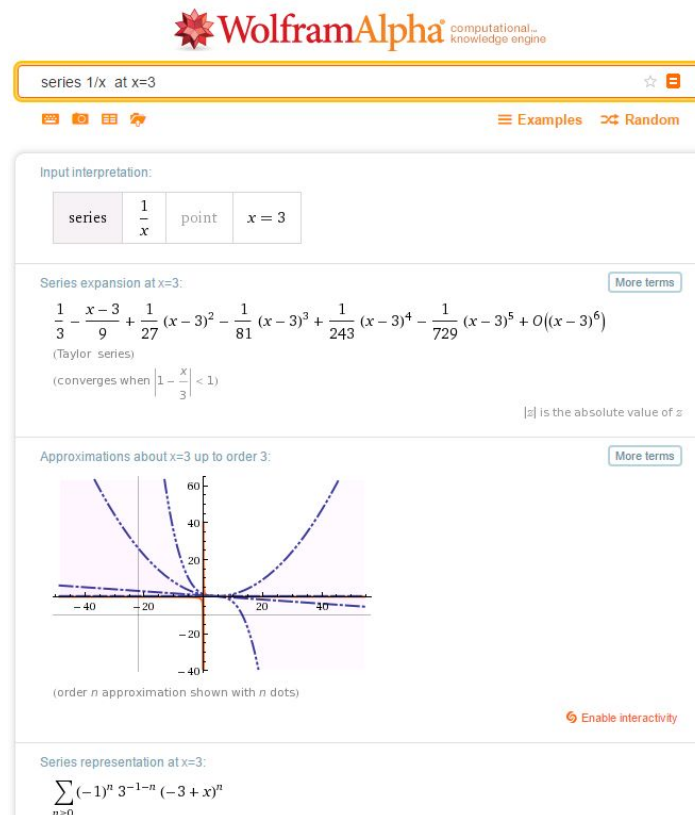 WolframAlpha computational... knowledge engine
series 1/x at x=3
Examples Random
Input interpretation:
series 1/x point x = 3
Series expansion at x=3: More terms
1/3 − (x − 3)/9 + 1/27 (x − 3)² − 1/81 (x − 3)³ + 1/243 (x − 3)⁴ − 1/729 (x − 3)⁵ + O((x − 3)⁶)
(Taylor series)
(converges when |1 − x/3| < 1)
|z| is the absolute value of z
Approximations about x=3 up to order 3: More terms
60
40
20
−40 −20 20 40
−20
−40
(order n approximation shown with n dots)
Enable interactivity
Series representation at x=3:
∑ (−1)ⁿ 3⁻¹⁻ⁿ (−3 + x)ⁿ
n≥0